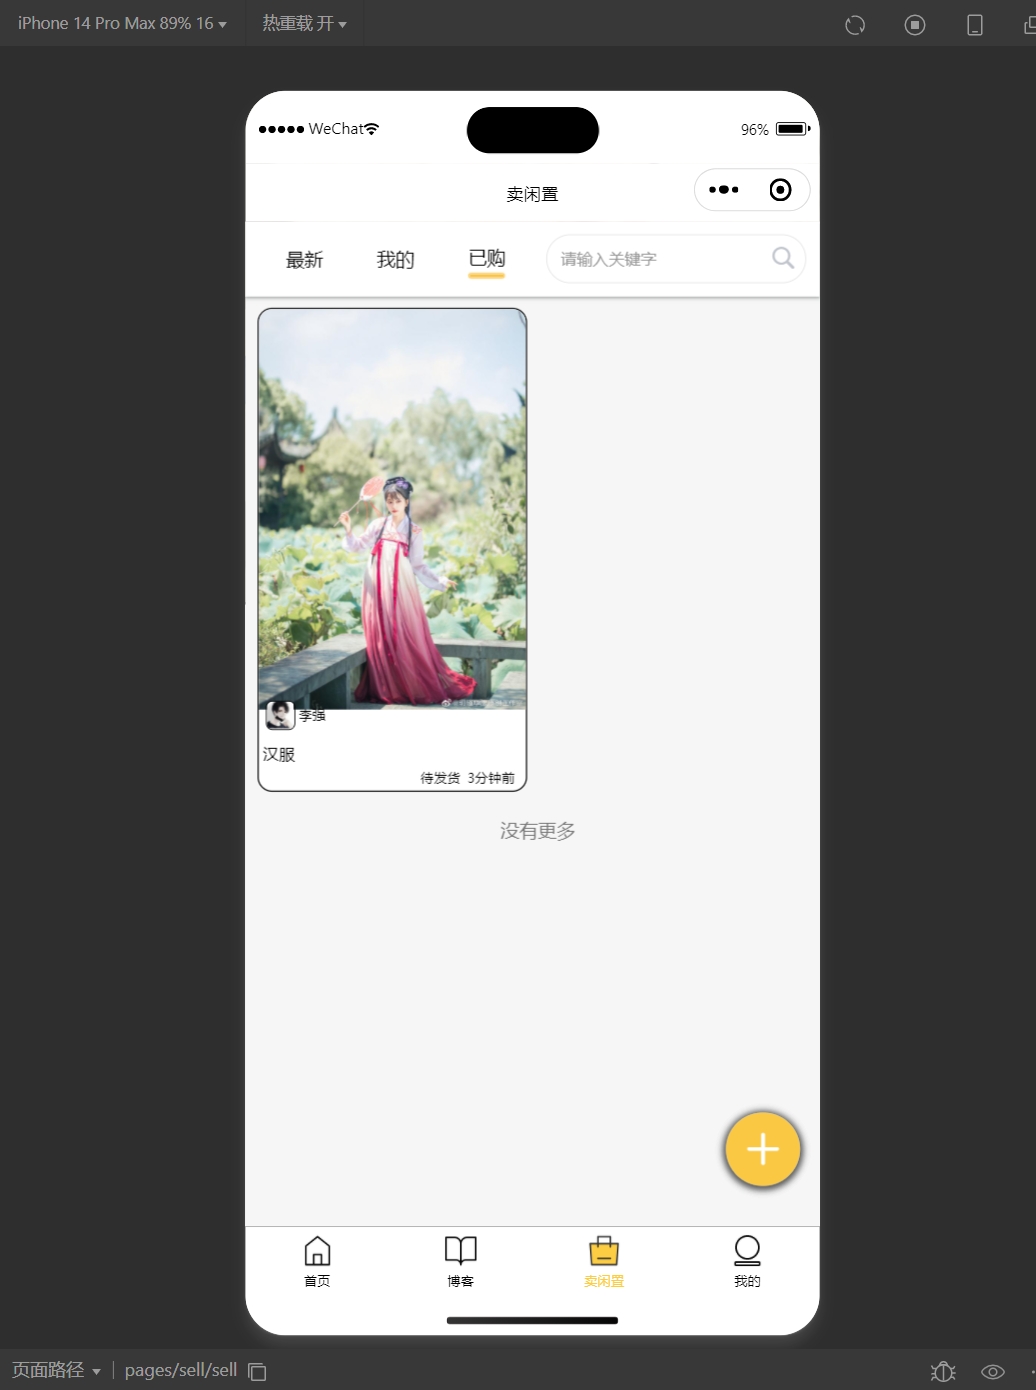 iPhone 14 Pro Max 89% 16 热重载 开
WeChat 96%
卖闲置
最新 我的 已购 请输入关键字
李强
汉服
待发货 3分钟前
没有更多
首页 博客 卖闲置 我的
页面路径 pages/sell/sell